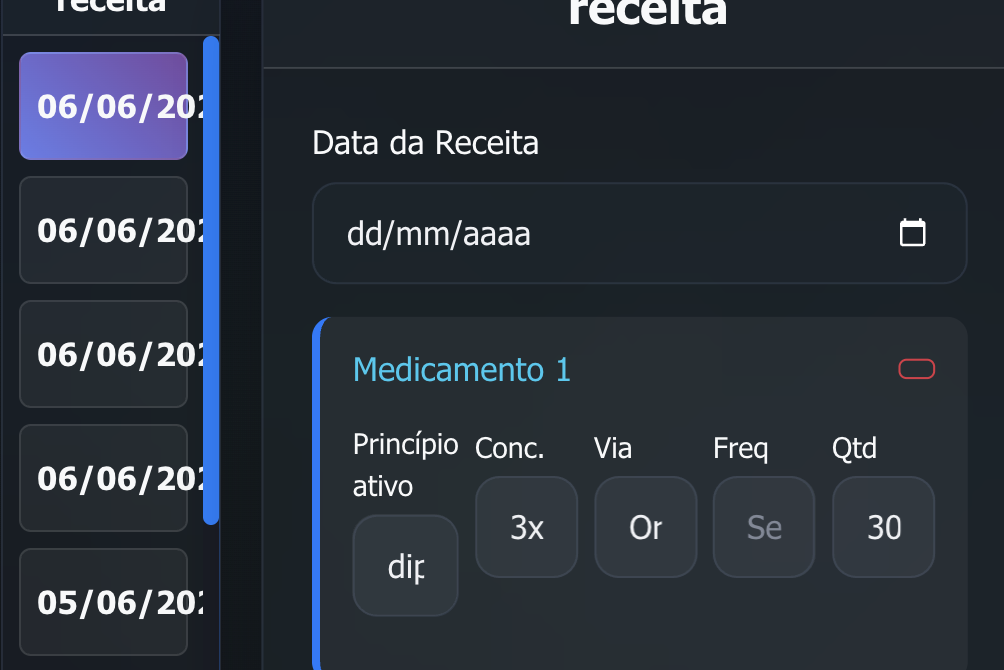 receita
06/06/202
06/06/202
06/06/202
06/06/202
05/06/202
receita
Data da Receita
dd/mm/aaaa
Medicamento 1
Princípio ativo
Conc.
Via
Freq
Qtd
dip
3x
Or
Se
30